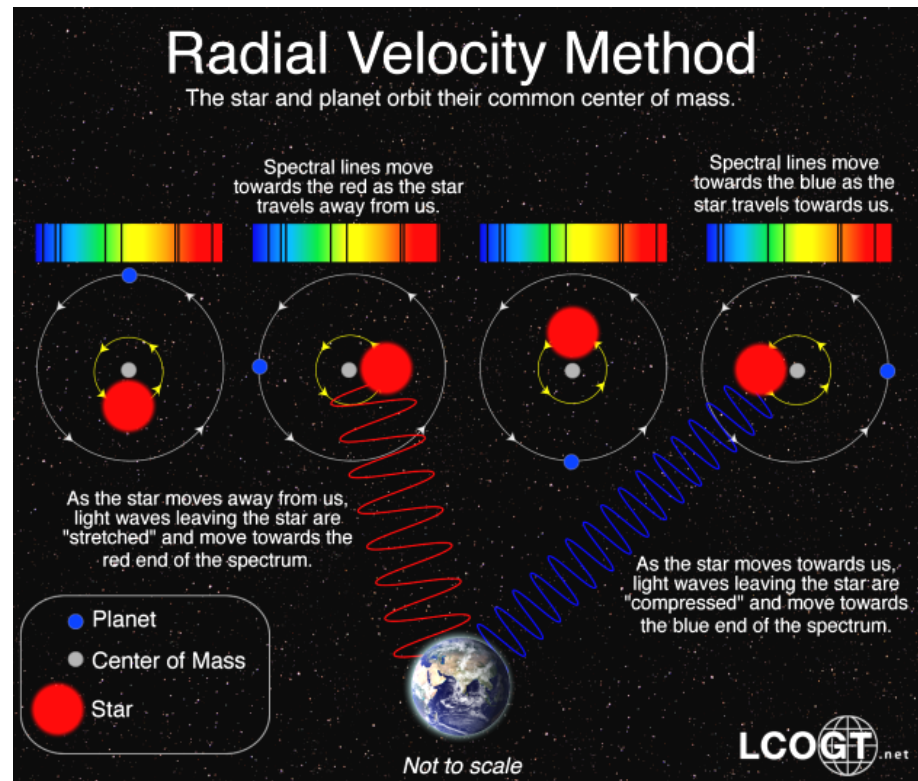 Radial Velocity Method
The star and planet orbit their common center of mass.
Spectral lines move
towards the red as the star
travels away from us.
Spectral lines move
towards the blue as the
star travels towards us.
As the star moves away from us,
light waves leaving the star are
"stretched" and move towards the
red end of the spectrum.
As the star moves towards us,
light waves leaving the star are
"compressed" and move towards
the blue end of the spectrum.
Planet
Center of Mass
Star
Not to scale
LCOGT.net